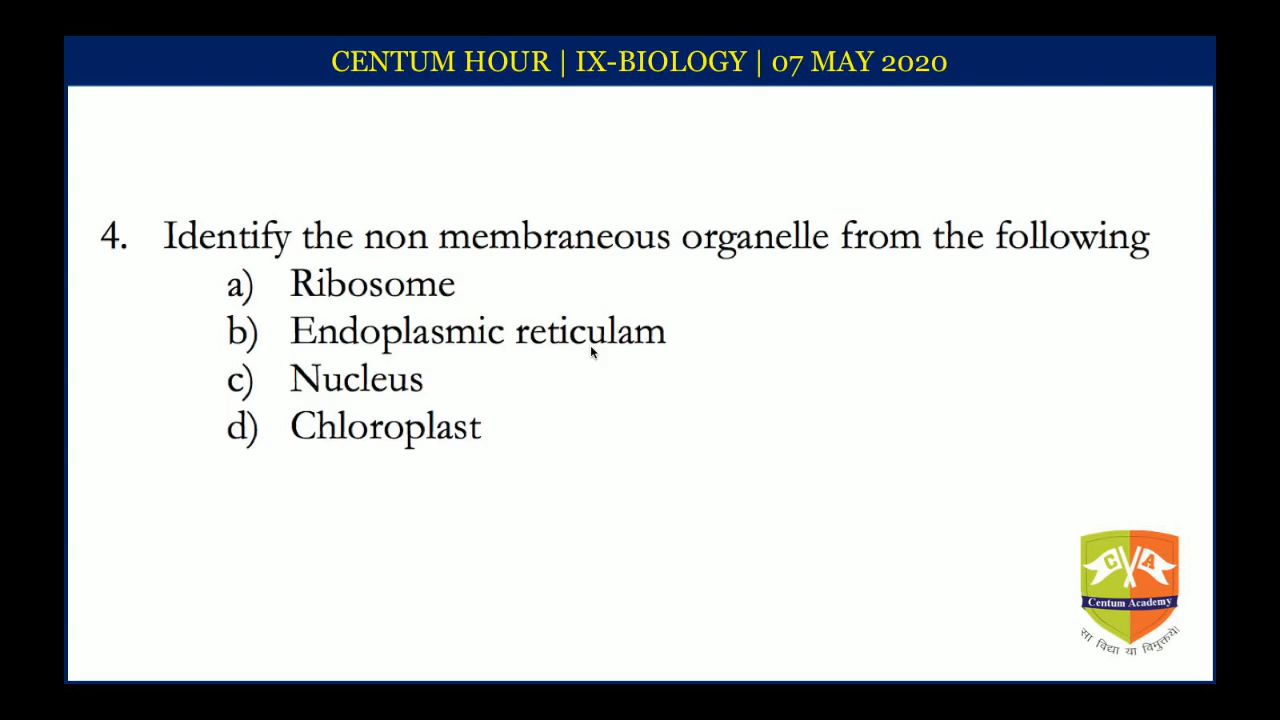 CENTUM HOUR | IX-BIOLOGY | 07 MAY 2020
4. Identify the non membraneous organelle from the following
a) Ribosome
b) Endoplasmic reticulam
c) Nucleus
d) Chloroplast
C A
Centum Academy
सा विद्या या विमुक्तये।